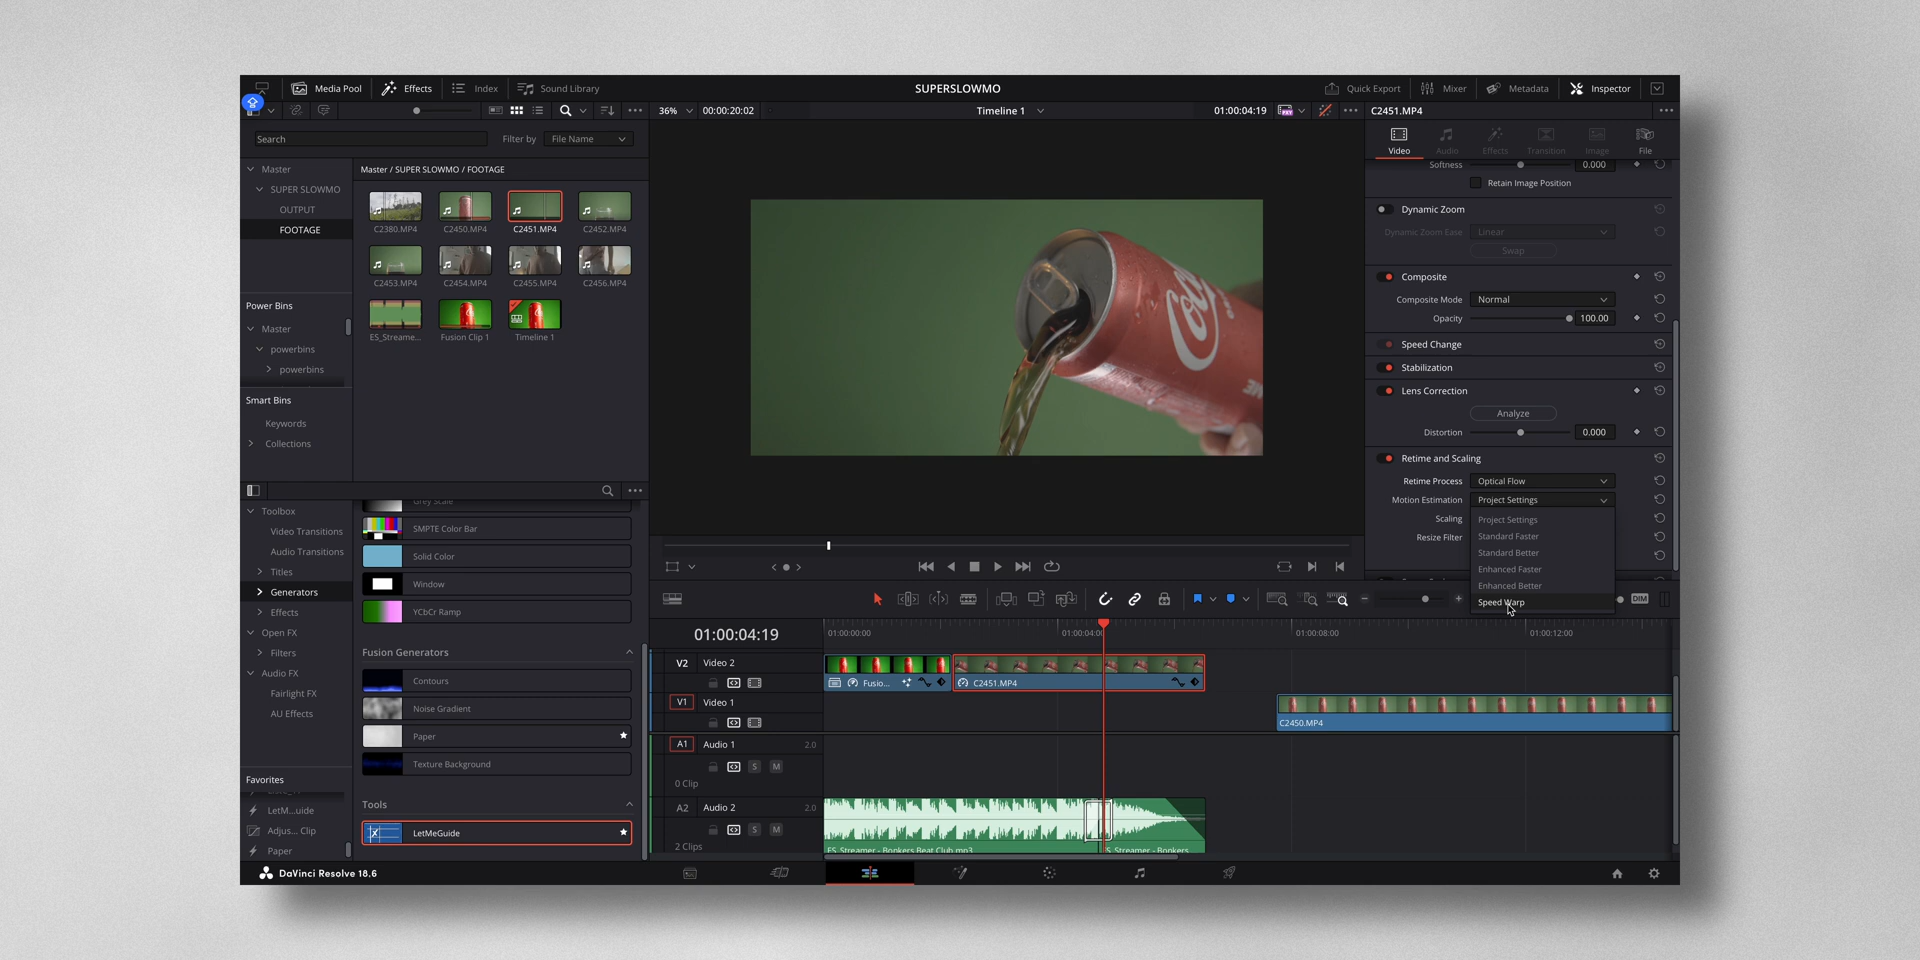 Media Pool
Effects
Index
Sound Library
SUPERSLOWMO
Quick Export
Mixer
Metadata
Inspector
36%
00:00:20:02
Timeline 1
01:00:04:19
C2451.MP4
Search
Filter by
File Name
Master
SUPER SLOWMO
OUTPUT
FOOTAGE
Master / SUPER SLOWMO / FOOTAGE
C2380.MP4
C2450.MP4
C2451.MP4
C2452.MP4
C2453.MP4
C2454.MP4
C2455.MP4
C2456.MP4
ES_Streame...
Fusion Clip 1
Timeline 1
Power Bins
Master
powerbins
powerbins
Smart Bins
Keywords
Collections
Video
Audio
Effects
Transition
Image
File
Softness
0.000
Retain Image Position
Dynamic Zoom
Dynamic Zoom Ease
Linear
Swap
Composite
Composite Mode
Normal
Opacity
100.00
Speed Change
Stabilization
Lens Correction
Analyze
Distortion
0.000
Retime and Scaling
Retime Process
Optical Flow
Motion Estimation
Project Settings
Scaling
Resize Filter
Project Settings
Standard Faster
Standard Better
Enhanced Faster
Enhanced Better
Speed Warp
DIM
Toolbox
Video Transitions
Audio Transitions
Titles
Generators
Effects
Open FX
Filters
Audio FX
Fairlight FX
AU Effects
Favorites
LetM...uide
Adjus... Clip
Paper
Grey Scale
SMPTE Color Bar
Solid Color
Window
YCbCr Ramp
Fusion Generators
Contours
Noise Gradient
Paper
Texture Background
Tools
LetMeGuide
01:00:04:19
01:00:00:00
01:00:04:00
01:00:08:00
01:00:12:00
V2
Video 2
Fusio...
C2451.MP4
V1
Video 1
C2450.MP4
A1
Audio 1
2.0
S
M
0 Clip
A2
Audio 2
2.0
S
M
2 Clips
ES_Streamer - Bonkers Beat Club.mp3
S_Streamer - Bonkers
DaVinci Resolve 18.6